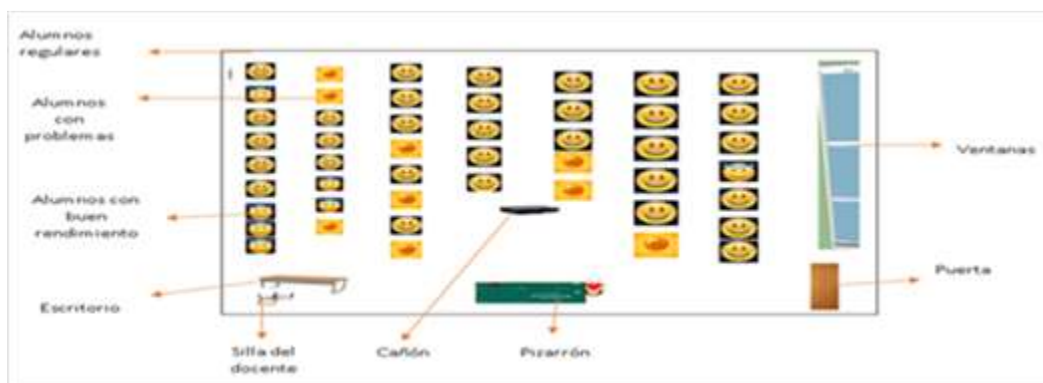 Alumnos
regulares
Alumnos
con
problemas
Alumnos con
buen
rendimiento
Escritorio
Silla del
docente
Cañón
Pizarrón
Ventanas
Puerta